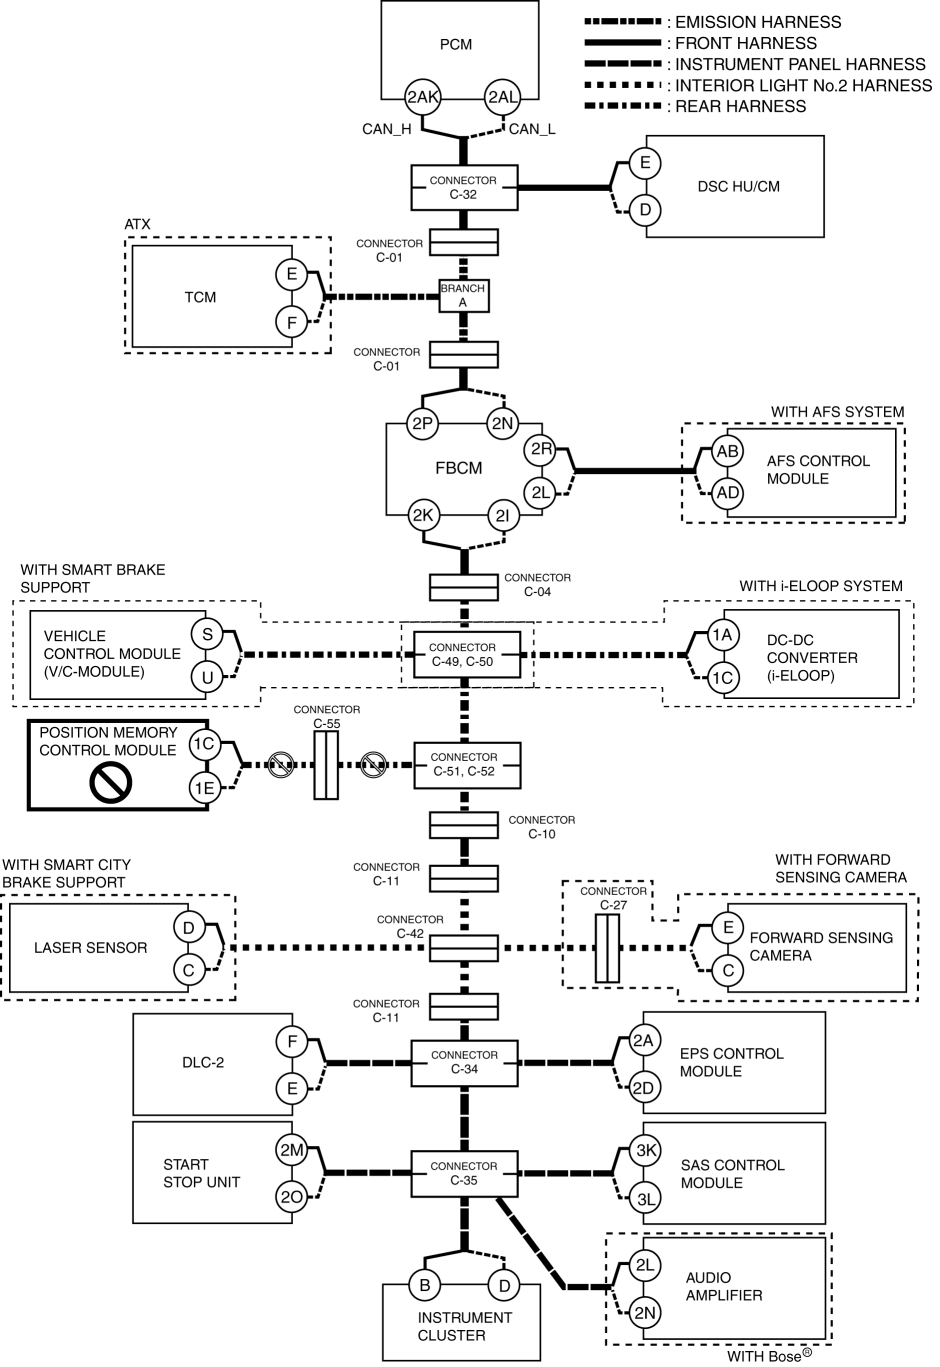 PCM
: EMISSION HARNESS
: FRONT HARNESS
: INSTRUMENT PANEL HARNESS
: INTERIOR LIGHT No.2 HARNESS
: REAR HARNESS
2AK
2AL
CAN_H
CAN_L
CONNECTOR
C-32
E
D
DSC HU/CM
ATX
CONNECTOR
C-01
TCM
E
F
BRANCH
A
CONNECTOR
C-01
2P
2N
FBCM
2R
2L
2K
2I
WITH AFS SYSTEM
AB
AD
AFS CONTROL
MODULE
CONNECTOR
C-04
WITH SMART BRAKE
SUPPORT
VEHICLE
CONTROL MODULE
(V/C-MODULE)
S
U
CONNECTOR
C-49, C-50
WITH i-ELOOP SYSTEM
1A
1C
DC-DC
CONVERTER
(i-ELOOP)
POSITION MEMORY
CONTROL MODULE
1C
1E
CONNECTOR
C-55
CONNECTOR
C-51, C-52
CONNECTOR
C-10
CONNECTOR
C-11
WITH SMART CITY
BRAKE SUPPORT
LASER SENSOR
D
C
CONNECTOR
C-42
WITH FORWARD
SENSING CAMERA
CONNECTOR
C-27
E
C
FORWARD SENSING
CAMERA
CONNECTOR
C-11
DLC-2
F
E
CONNECTOR
C-34
2A
2D
EPS CONTROL
MODULE
START
STOP UNIT
2M
2O
CONNECTOR
C-35
3K
3L
SAS CONTROL
MODULE
B
D
INSTRUMENT
CLUSTER
2L
2N
AUDIO
AMPLIFIER
WITH Bose®